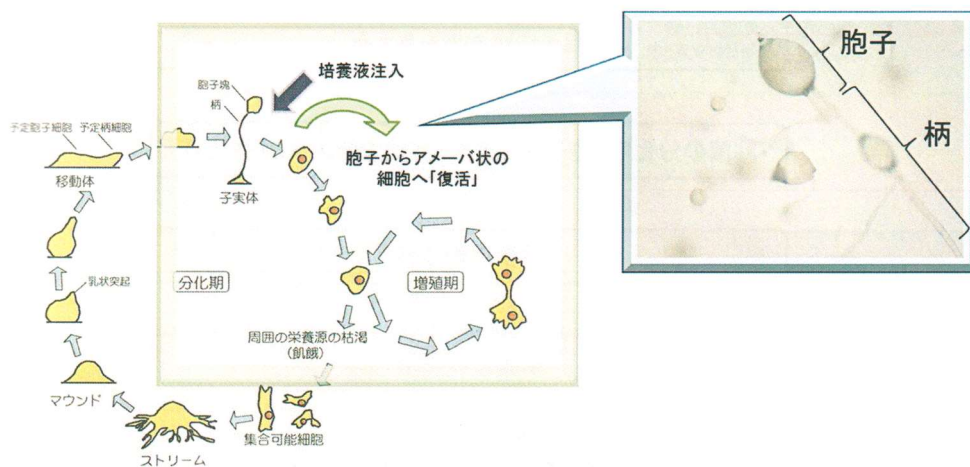 培養液注入
胞子塊
柄
予定胞子細胞
予定柄細胞
移動体
子実体
胞子からアメーバ状の
細胞へ「復活」
胞子
柄
乳状突起
分化期
増殖期
周囲の栄養源の枯渇
(飢餓)
マウンド
ストリーム
集合可能細胞